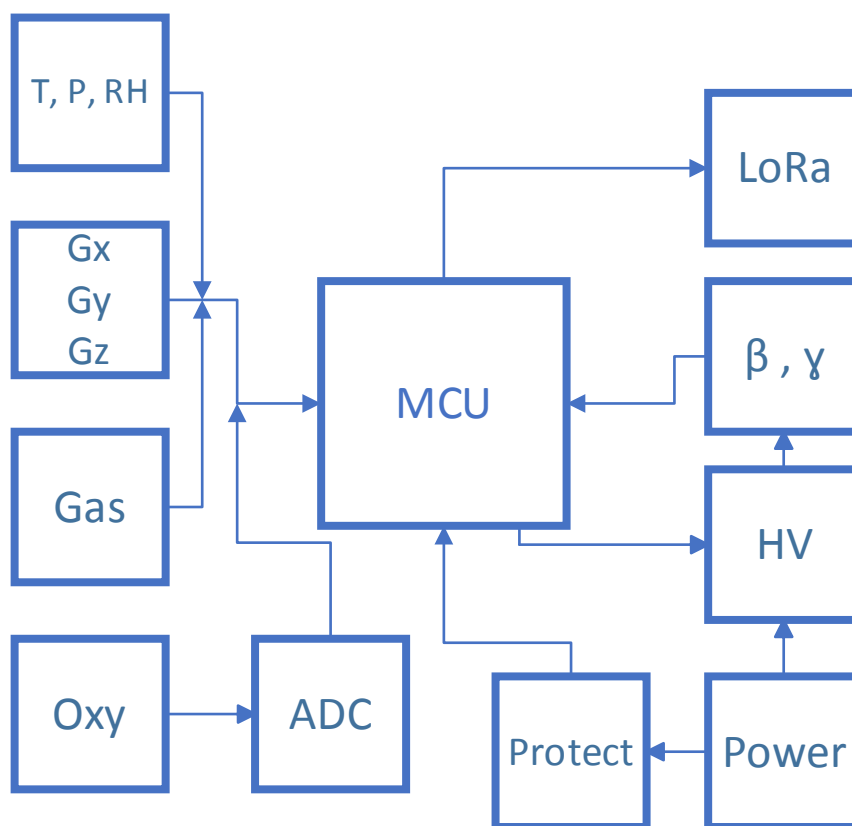 T, P, RH
Gx
Gy
Gz
Gas
Oxy
ADC
MCU
LoRa
β , ɣ
HV
Protect
Power